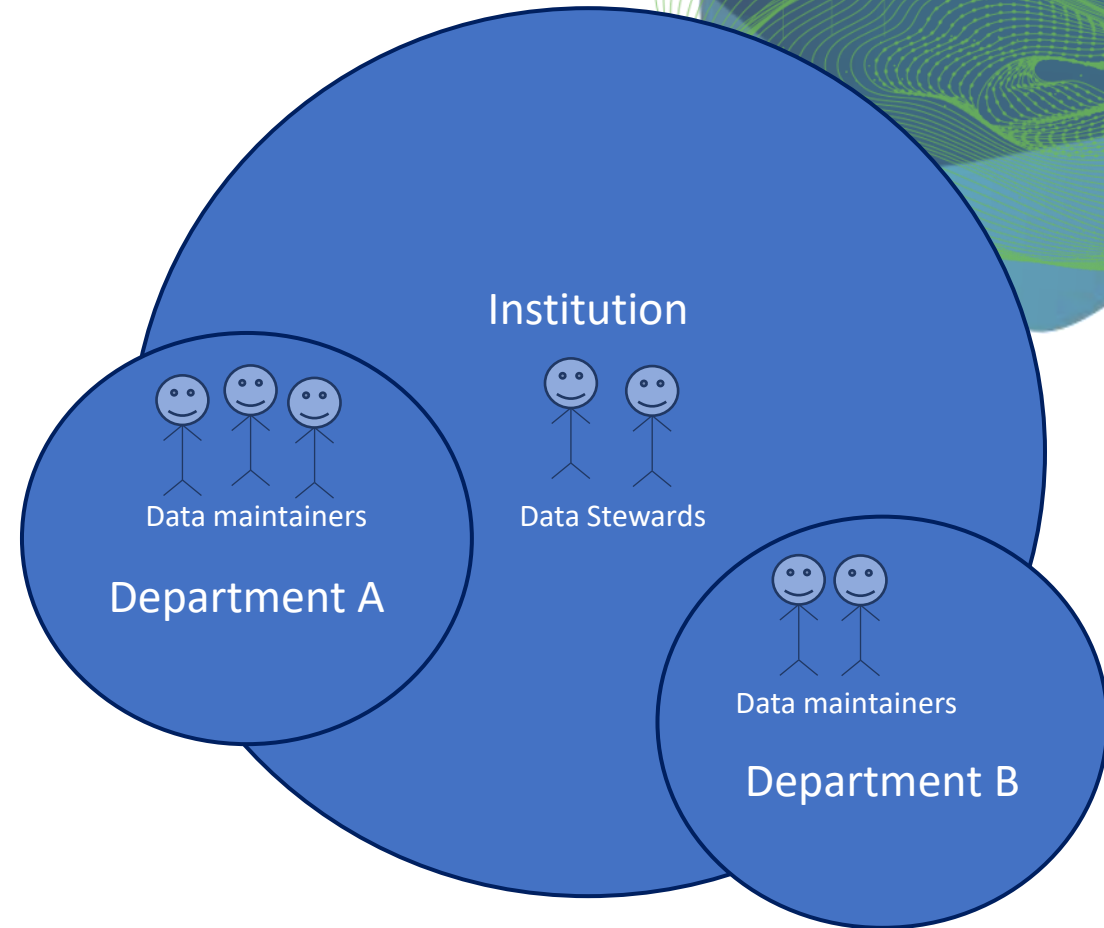 Institution
Data maintainers
Data Stewards
Department A
Data maintainers
Department B